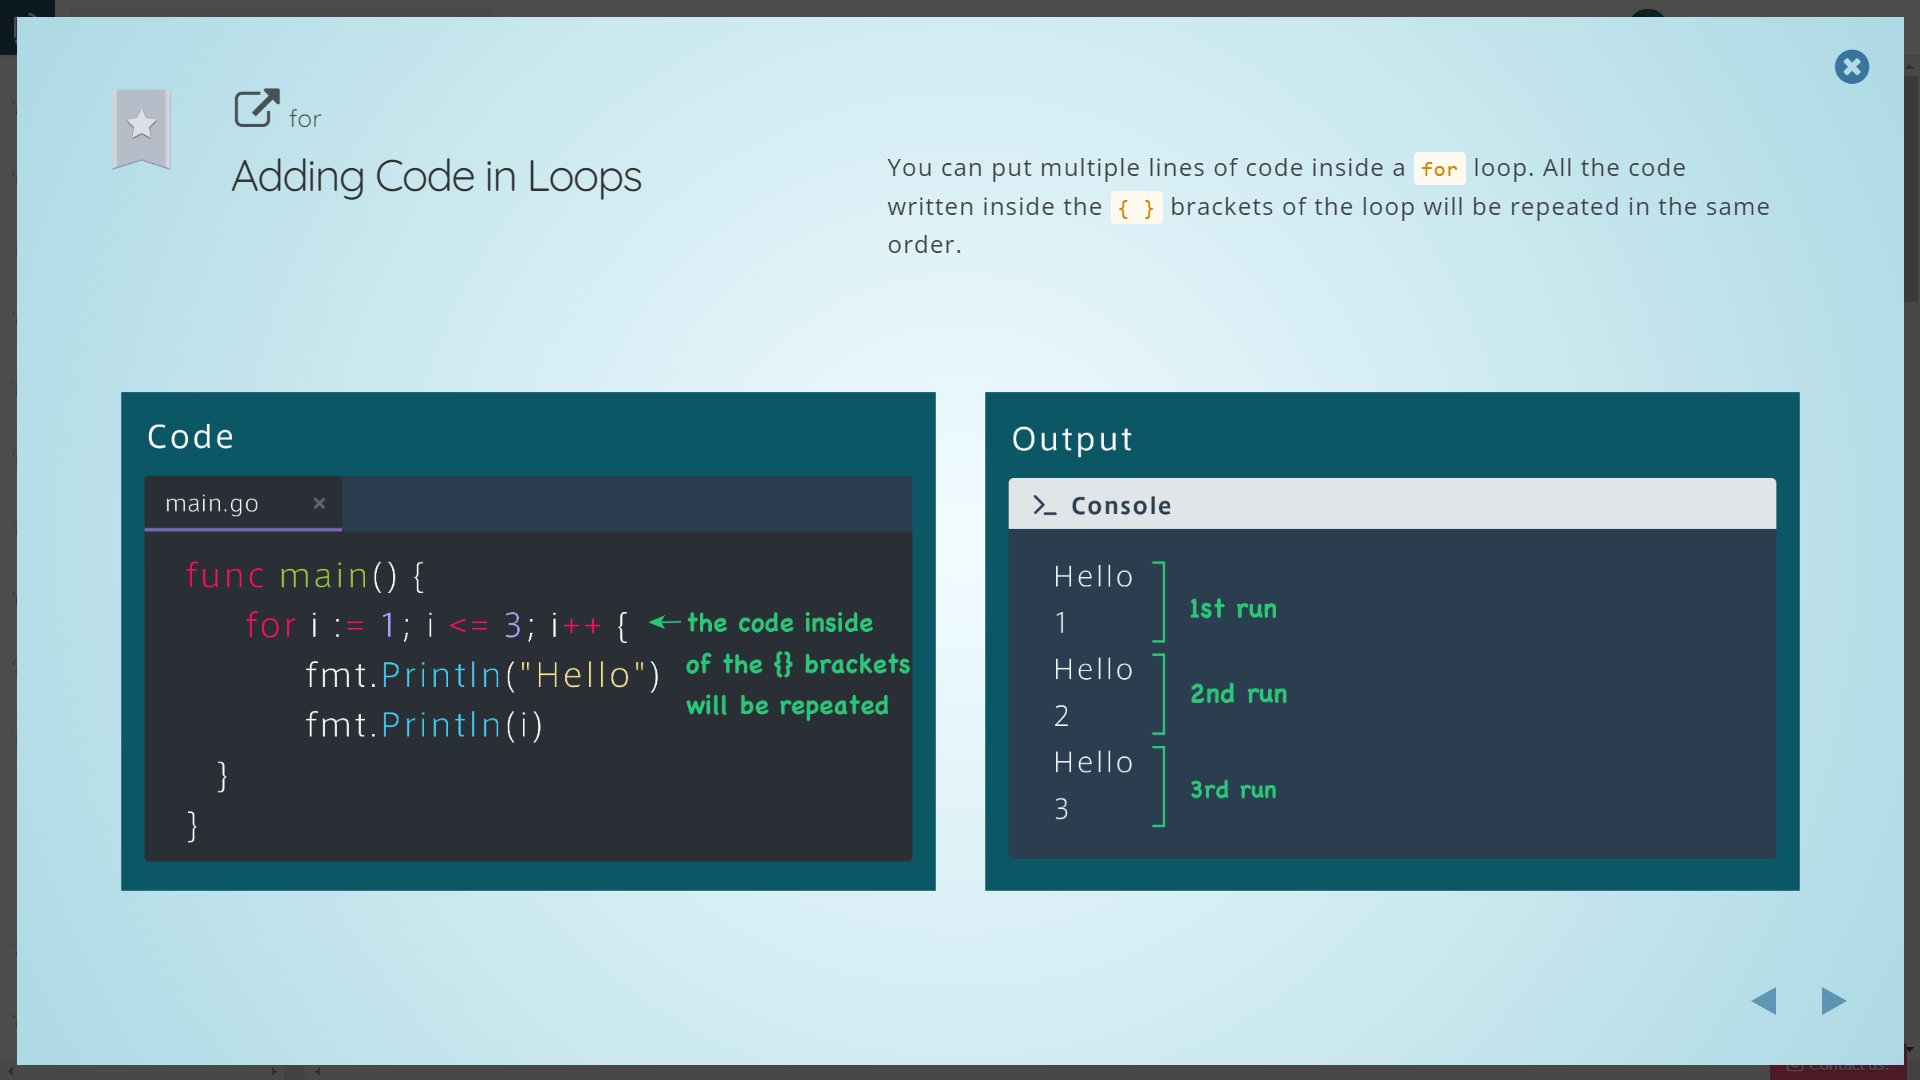 for
Adding Code in Loops
You can put multiple lines of code inside a for loop. All the code
written inside the { } brackets of the loop will be repeated in the same
order.
Code
main.go ×
func main() {
for i := 1; i <= 3; i++ {
fmt.Println("Hello")
fmt.Println(i)
}
}
the code inside
of the {} brackets
will be repeated
Output
>_ Console
Hello
1
1st run
Hello
2
2nd run
Hello
3
3rd run
Contact us!